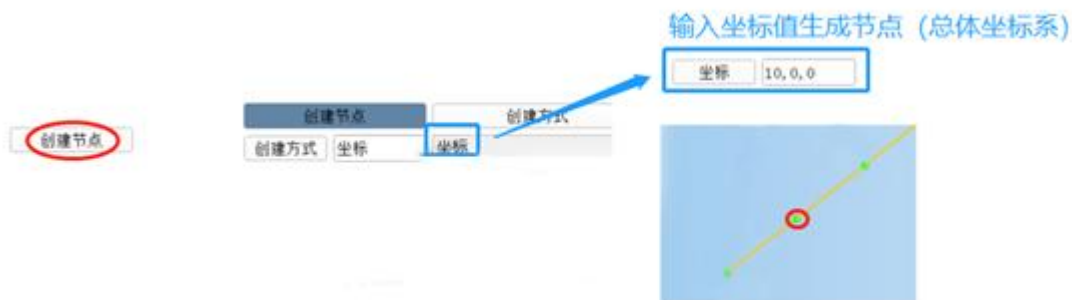 输入坐标值生成节点（总体坐标系）
坐标 10,0,0
创建节点
创建节点 创建方式
创建方式 坐标 坐标